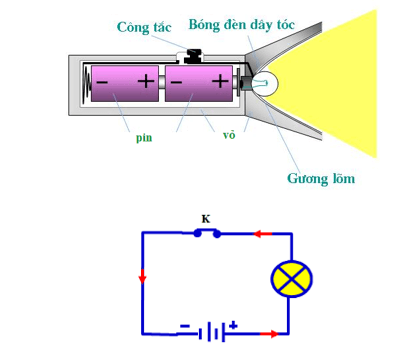 Công tắc
Bóng đèn dây tóc
− + − +
pin
vỏ
Gương lõm
K
− +